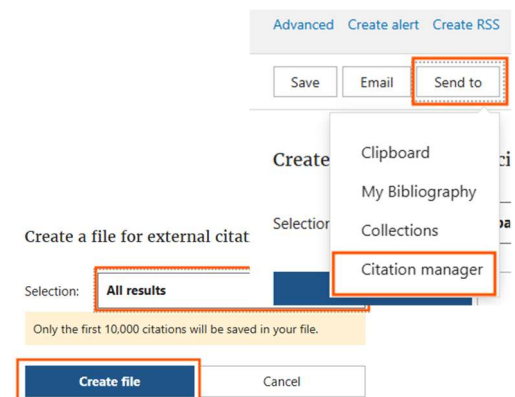 Advanced Create alert Create RSS
Save Email Send to
Clipboard
My Bibliography
Collections
Citation manager
Create
Selection
Create a file for external citat
Selection: All results
Only the first 10,000 citations will be saved in your file.
Create file Cancel